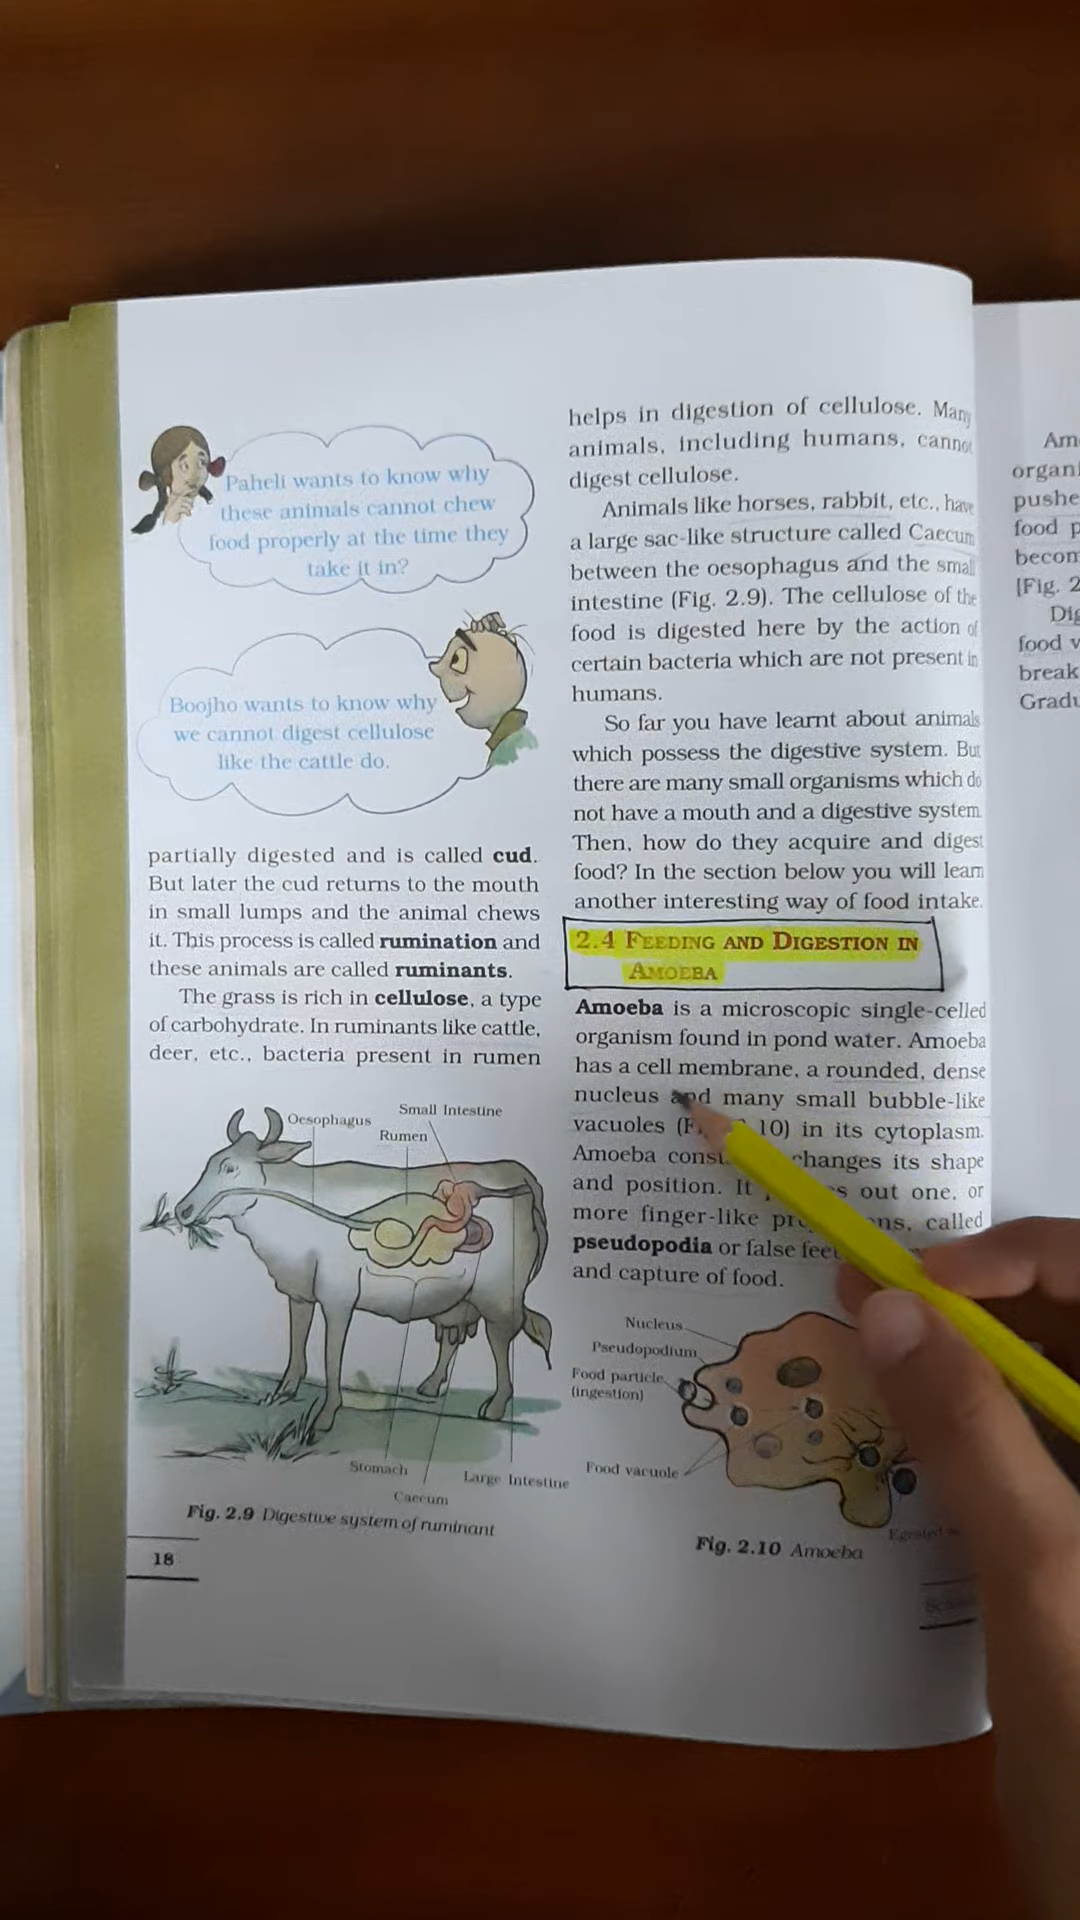 Paheli wants to know why
these animals cannot chew
food properly at the time they
take it in?
Boojho wants to know why
we cannot digest cellulose
like the cattle do.
partially digested and is called cud.
But later the cud returns to the mouth
in small lumps and the animal chews
it. This process is called rumination and
these animals are called ruminants.
The grass is rich in cellulose, a type
of carbohydrate. In ruminants like cattle,
deer, etc., bacteria present in rumen
Oesophagus
Small Intestine
Rumen
Stomach
Caecum
Large Intestine
Fig. 2.9 Digestive system of ruminant
18
helps in digestion of cellulose. Many
animals, including humans, cannot
digest cellulose.
Animals like horses, rabbit, etc., have
a large sac-like structure called Caecum
between the oesophagus and the small
intestine (Fig. 2.9). The cellulose of the
food is digested here by the action of
certain bacteria which are not present in
humans.
So far you have learnt about animals
which possess the digestive system. But
there are many small organisms which do
not have a mouth and a digestive system.
Then, how do they acquire and digest
food? In the section below you will learn
another interesting way of food intake.
2.4 FEEDING AND DIGESTION IN
AMOEBA
Amoeba is a microscopic single-celled
organism found in pond water. Amoeba
has a cell membrane, a rounded, dense
nucleus and many small bubble-like
vacuoles 10) in its cytoplasm.
Amoeba changes its shape
and position. It out one, or
more finger-like called
pseudopodia or false feet
and capture of food.
Nucleus
Pseudopodium
Food particle
(ingestion)
Food vacuole
Egested
Fig. 2.10 Amoeba
[Fig. 2
food v
break